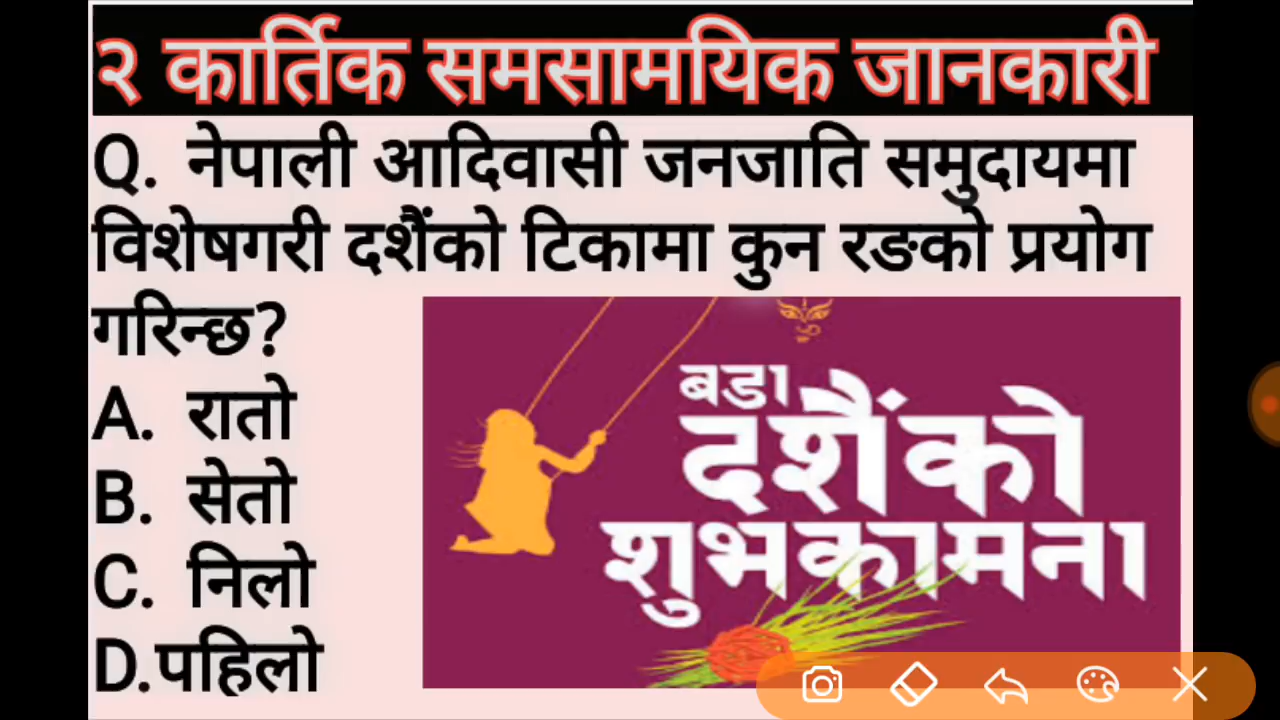 २ कार्तिक समसामयिक जानकारी
Q. नेपाली आदिवासी जनजाति समुदायमा
विशेषगरी दशैंको टिकामा कुन रङको प्रयोग
गरिन्छ?
A. रातो
B. सेतो
C. निलो
D.पहिलो
बडा
दशैंको
शुभकामना